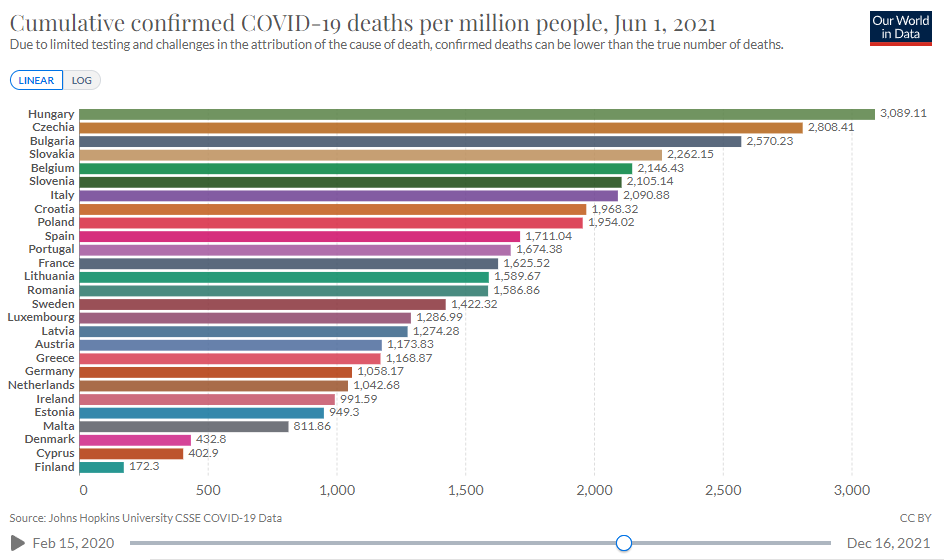 Cumulative confirmed COVID-19 deaths per million people, Jun 1, 2021
Our World
in Data
Due to limited testing and challenges in the attribution of the cause of death, confirmed deaths can be lower than the true number of deaths.
LINEAR LOG
Hungary 3,089.11
Czechia 2,808.41
Bulgaria 2,570.23
Slovakia 2,262.15
Belgium 2,146.43
Slovenia 2,105.14
Italy 2,090.88
Croatia 1,968.32
Poland 1,954.02
Spain 1,711.04
Portugal 1,674.38
France 1,625.52
Lithuania 1,589.67
Romania 1,586.86
Sweden 1,422.32
Luxembourg 1,286.99
Latvia 1,274.28
Austria 1,173.83
Greece 1,168.87
Germany 1,058.17
Netherlands 1,042.68
Ireland 991.59
Estonia 949.3
Malta 811.86
Denmark 432.8
Cyprus 402.9
Finland 172.3
0 500 1,000 1,500 2,000 2,500 3,000
Source: Johns Hopkins University CSSE COVID-19 Data CC BY
Feb 15, 2020 Dec 16, 2021